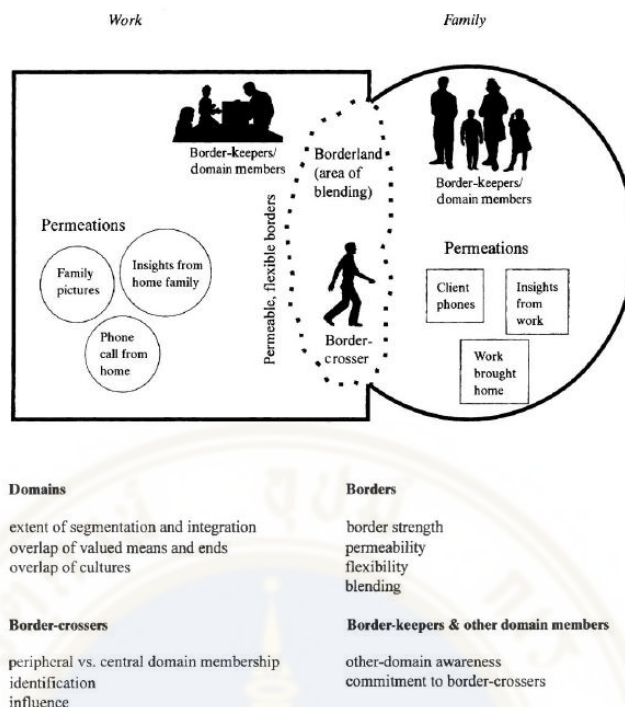 Work
Family
Border-keepers/
domain members
Borderland
(area of
blending)
Border-keepers/
domain members
Permeable, flexible borders
Permeations
Family
pictures
Insights from
home family
Phone
call from
home
Border-
crosser
Permeations
Client
phones
Insights
from
work
Work
brought
home
Domains
extent of segmentation and integration
overlap of valued means and ends
overlap of cultures
Borders
border strength
permeability
flexibility
blending
Border-crossers
peripheral vs. central domain membership
identification
influence
Border-keepers & other domain members
other-domain awareness
commitment to border-crossers